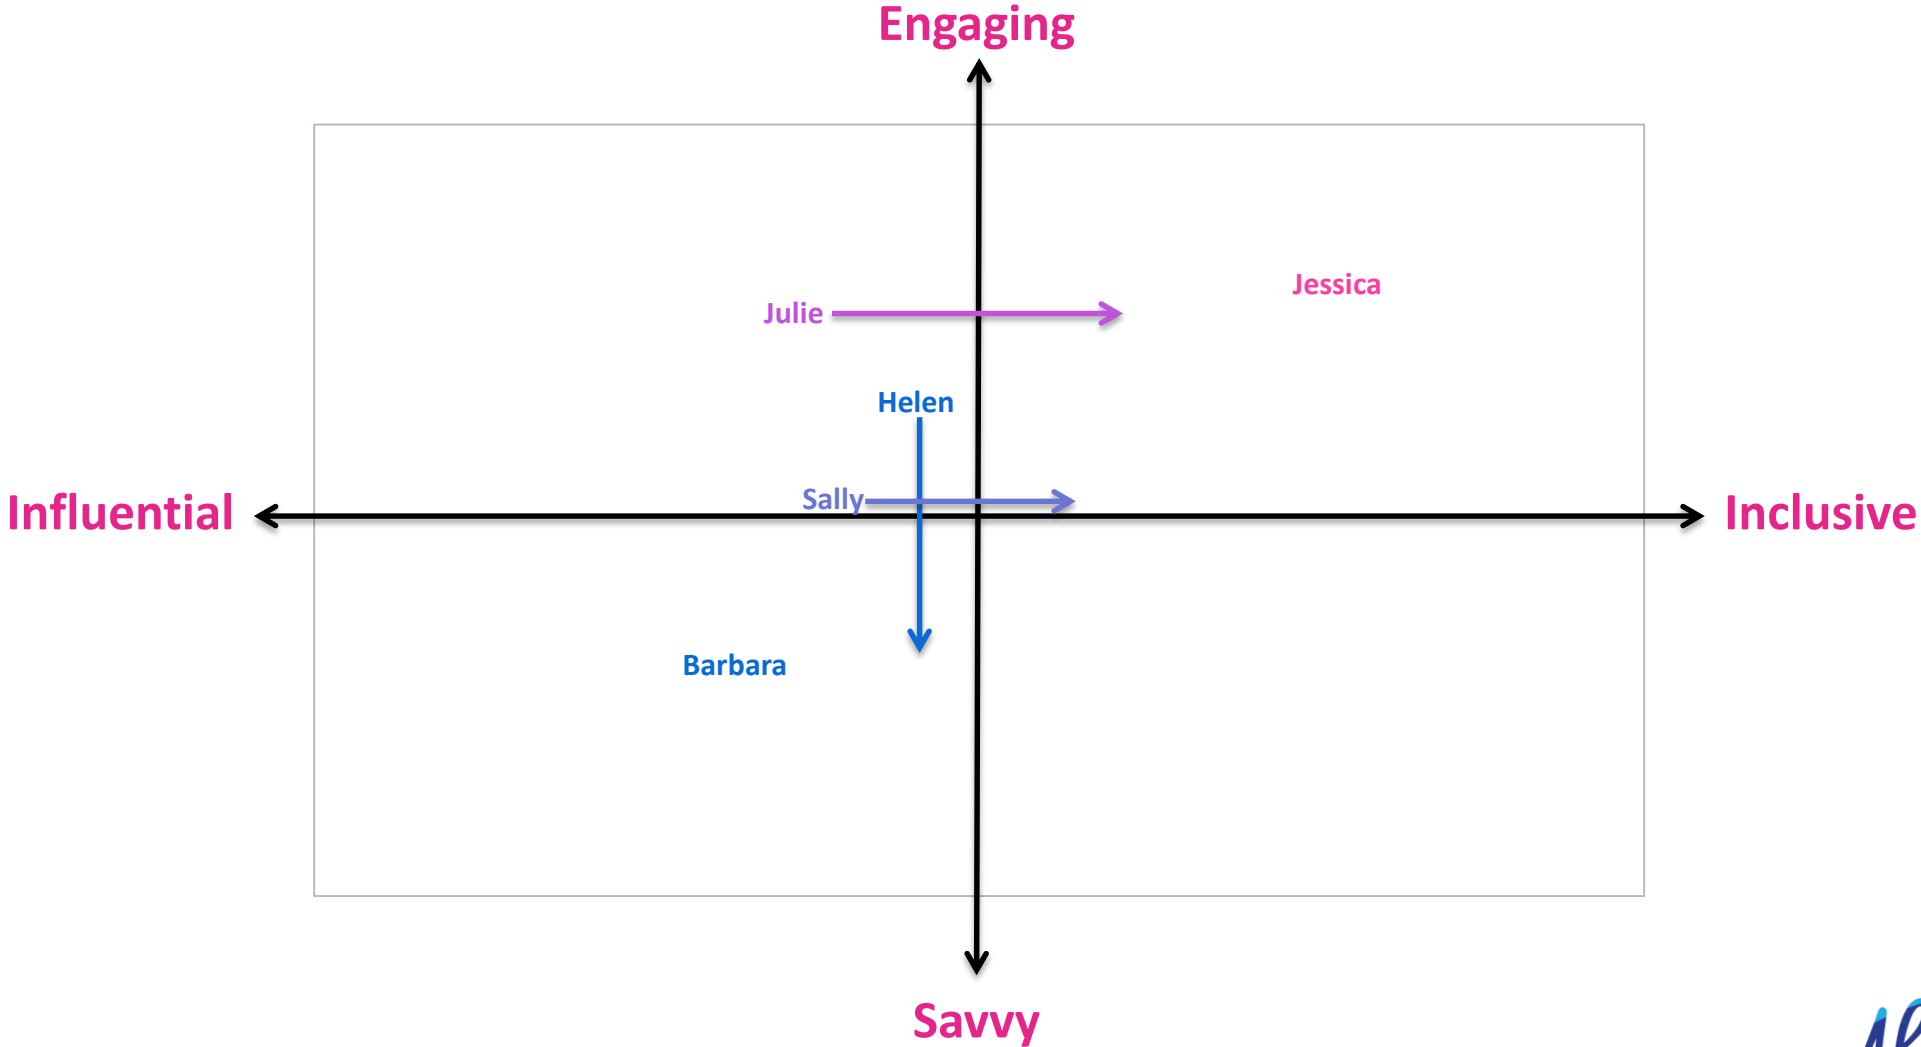 Engaging
Jessica
Julie
Helen
Sally
Influential
Inclusive
Barbara
Savvy